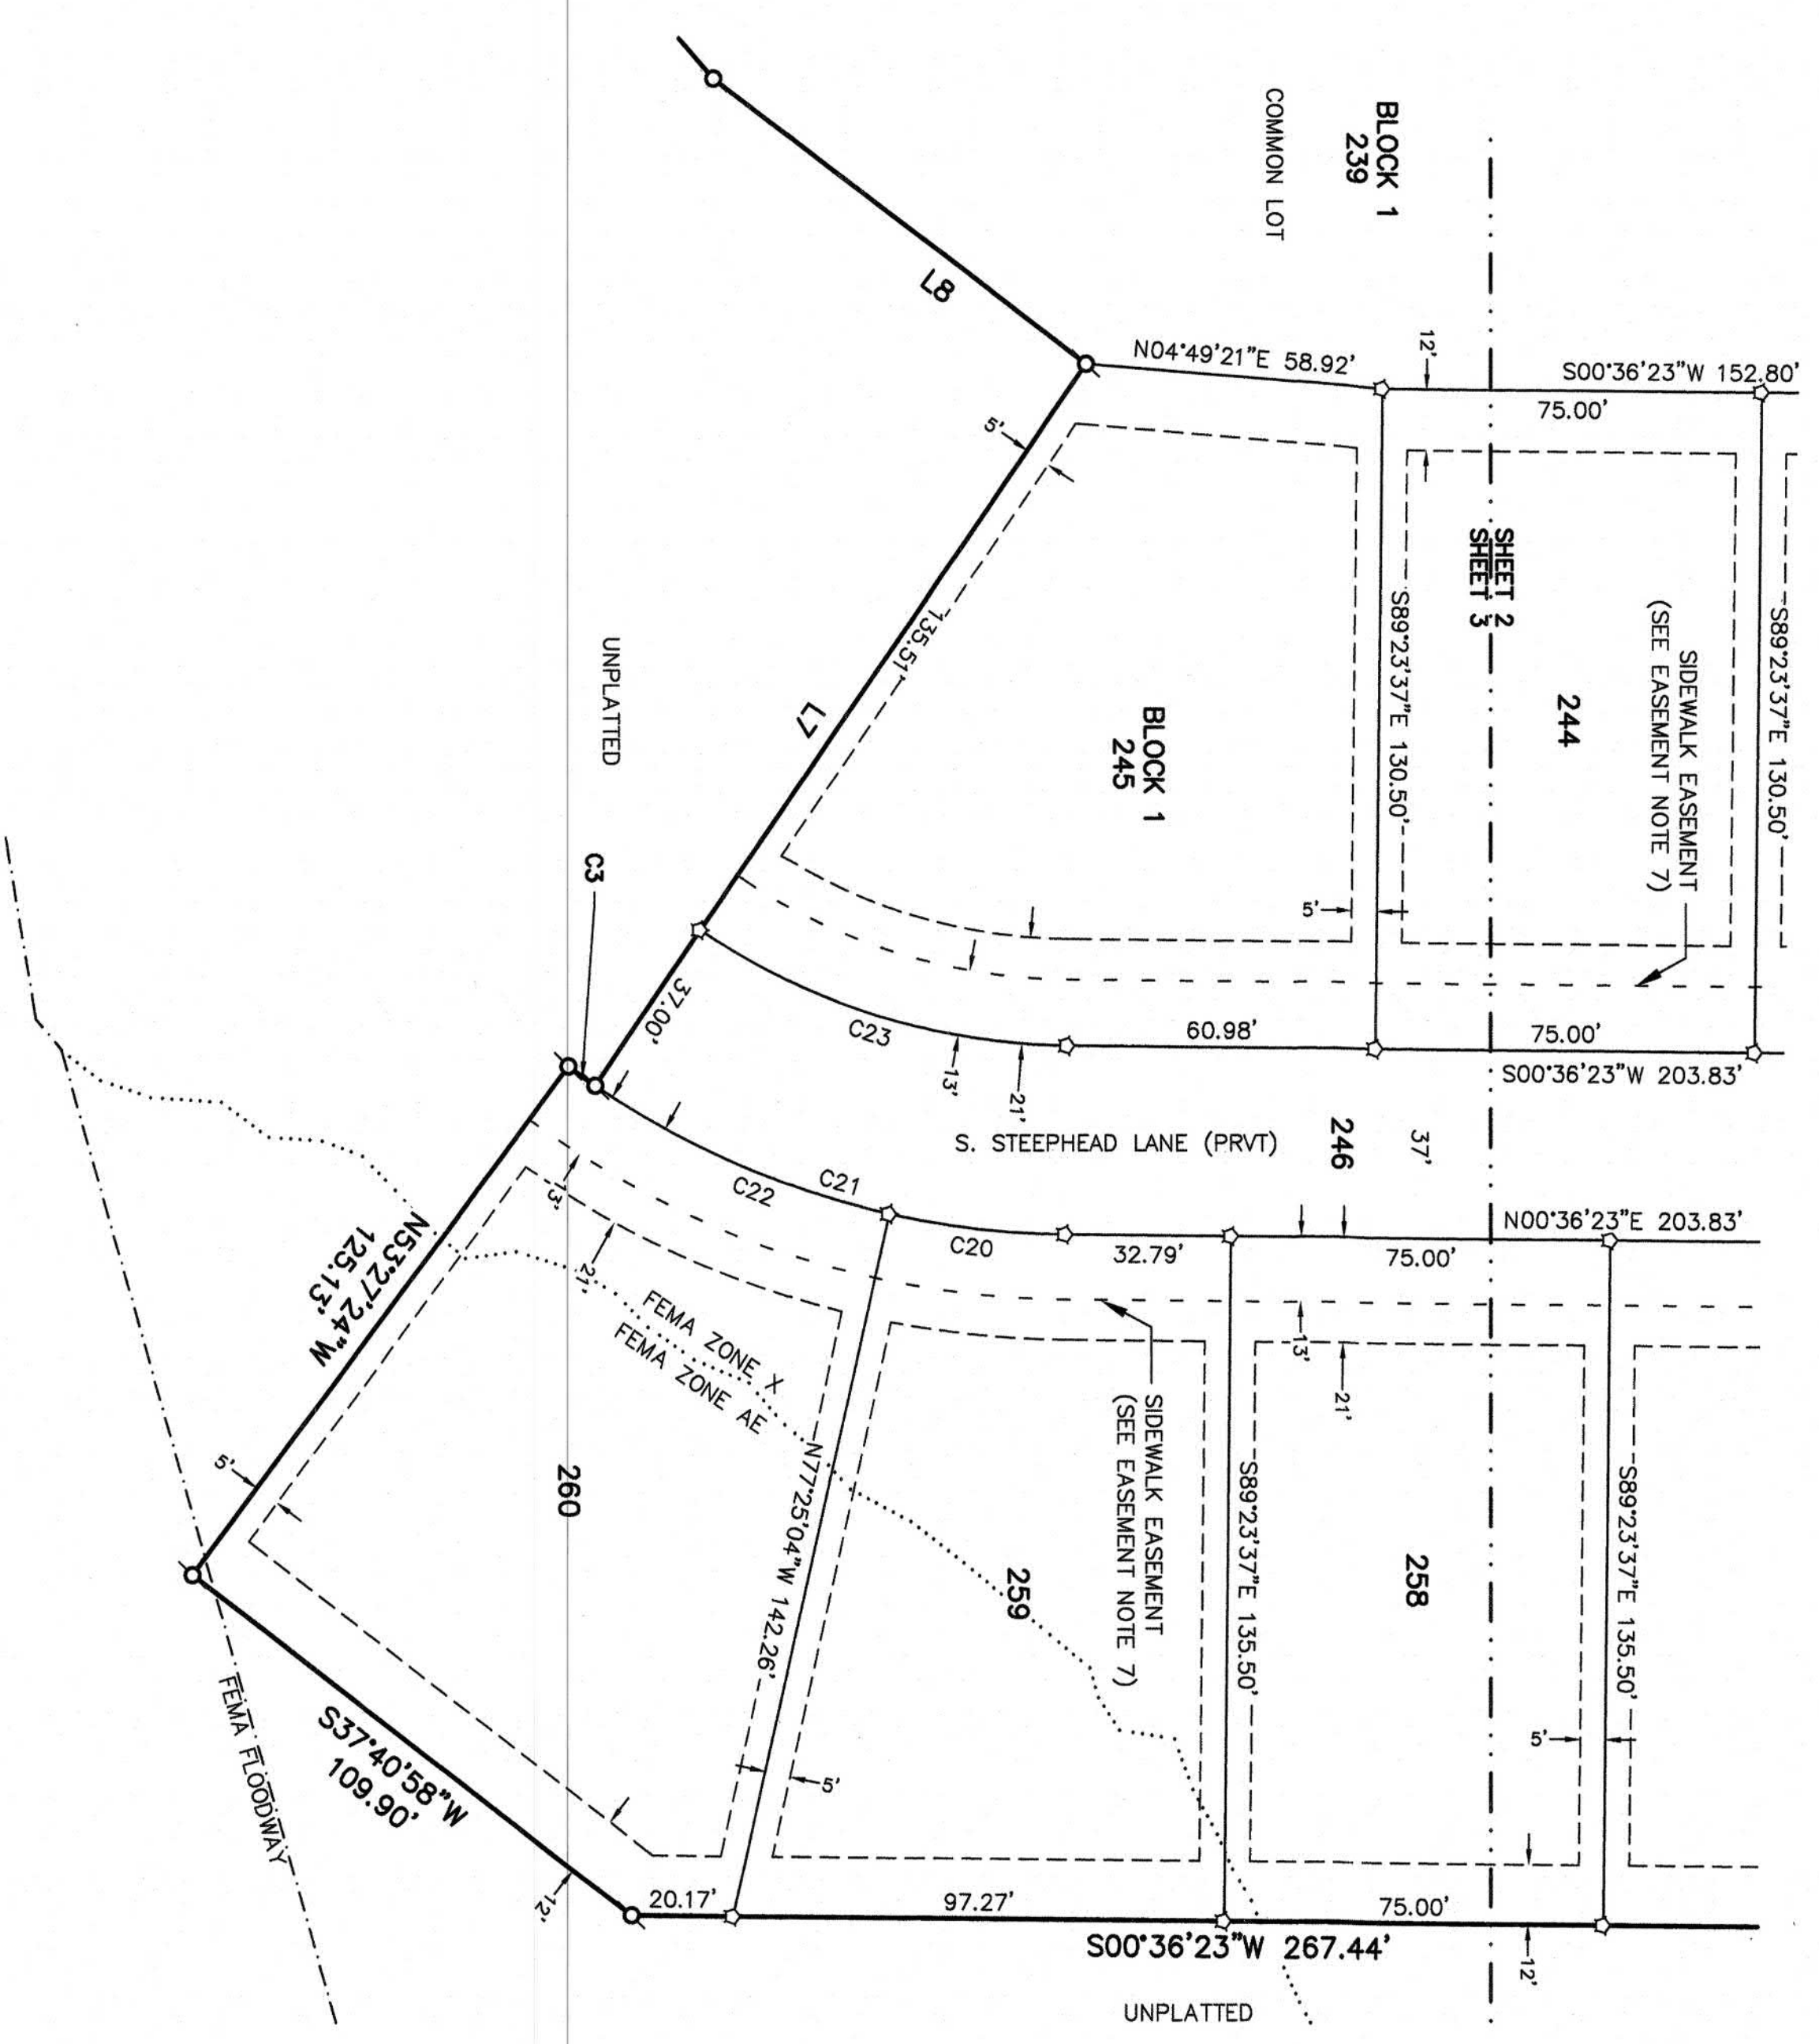 BLOCK 1
239
COMMON LOT
L8
N04°49'21"E 58.92'
12'
S00°36'23"W 152.80'
75.00'
5'
S89°23'37"E 130.50'
SHEET 2
SHEET 3
S89°23'37"E 130.50'
SIDEWALK EASEMENT
(SEE EASEMENT NOTE 7)
244
135.51'
L7
UNPLATTED
BLOCK 1
245
5'
C3
37.00'
C23
13'
21'
60.98'
75.00'
S00°36'23"W 203.83'
S. STEEPHEAD LANE (PRVT)
246
37'
C21
C22
C20
32.79'
75.00'
N00°36'23"E 203.83'
13'
21'
13'
21'
N53°27'24"W
125.13'
FEMA ZONE X
FEMA ZONE AE
SIDEWALK EASEMENT
(SEE EASEMENT NOTE 7)
N77°25'04"W 142.26'
S89°23'37"E 135.50'
S89°23'37"E 135.50'
260
259
258
5'
5'
5'
FEMA FLOODWAY
S37°40'58"W
109.90'
12'
20.17'
97.27'
75.00'
S00°36'23"W 267.44'
12'
UNPLATTED